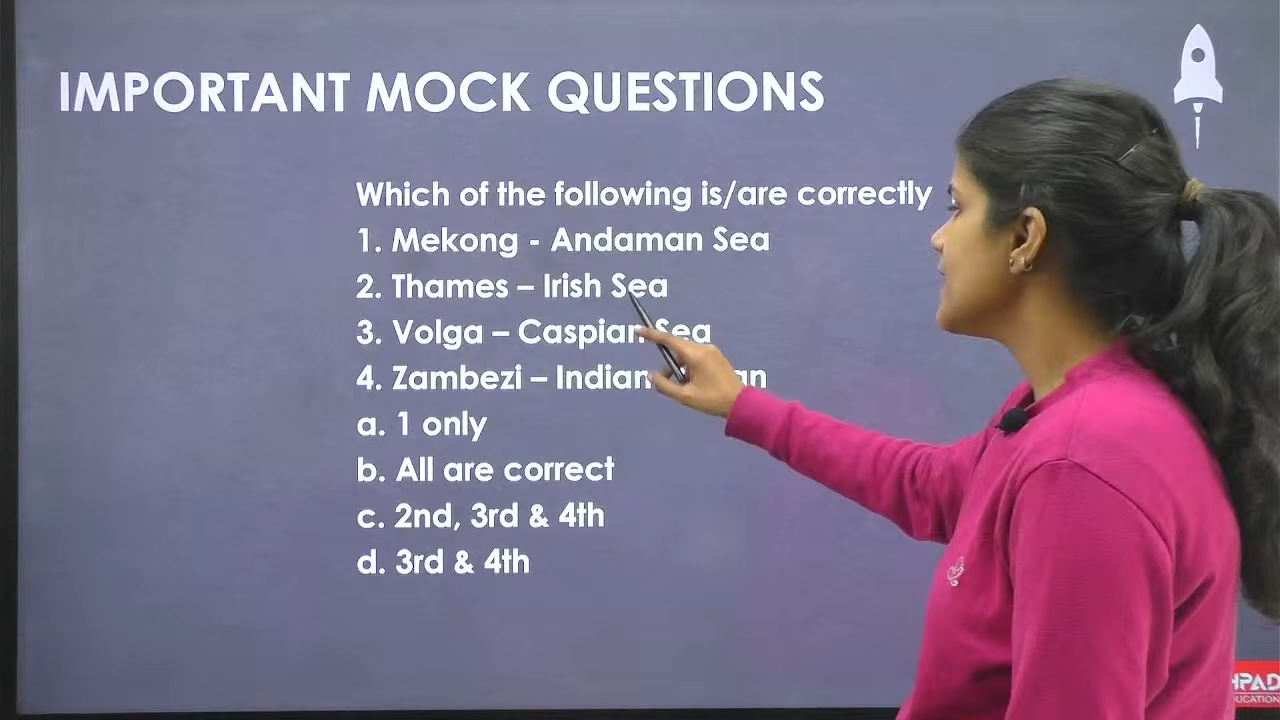 IMPORTANT MOCK QUESTIONS
Which of the following is/are correctly
1. Mekong - Andaman Sea
2. Thames – Irish Sea
3. Volga – Caspian Sea
4. Zambezi – Indian
a. 1 only
b. All are correct
c. 2nd, 3rd & 4th
d. 3rd & 4th